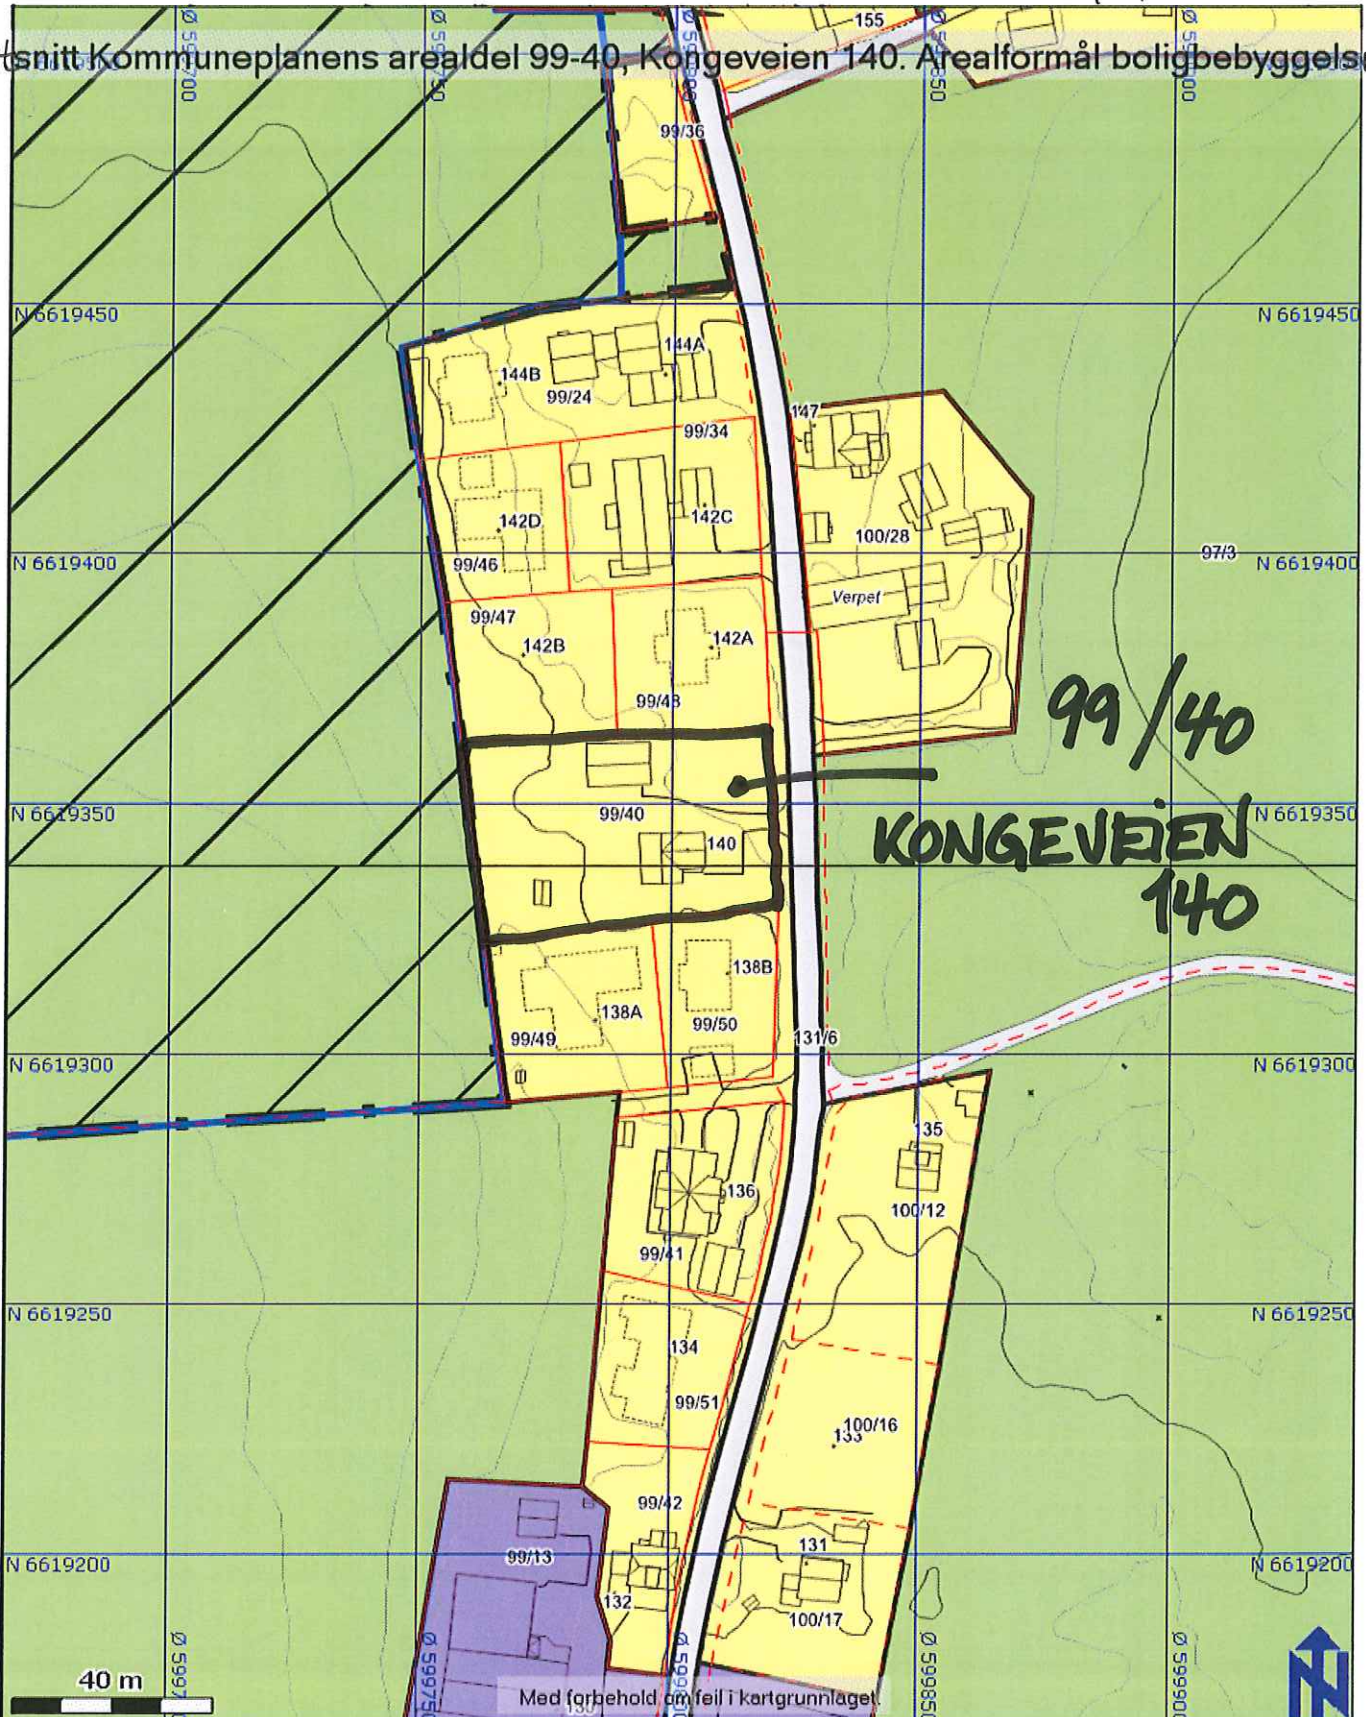 155
tsnitt Kommuneplanens arealdel 99-40, Kongeveien 140. Arealformål boligbebyggelse
99/36
N 6619450
N 6619450
144A
144B
99/24
147
99/34
142D
142C
100/28
99/46
97/3
N 6619400
N 6619400
Verpet
99/47
142B
142A
99/48
99/40
N 6619350
99/40
N 6619350
KONGEVEIEN
140
140
138B
138A
99/50
99/49
131/6
N 6619300
N 6619300
135
136
100/12
99/41
N 6619250
N 6619250
134
99/51
100/16
133
99/42
131
99/13
N 6619200
N 6619200
132
100/17
40 m
Med forbehold om feil i kartgrunnlaget.
130
N